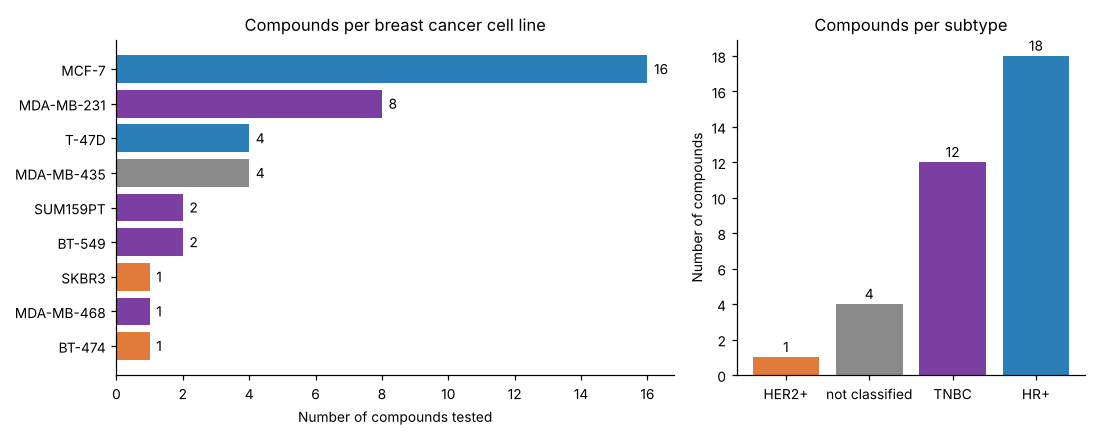 Compounds per breast cancer cell line
MCF-7
16
MDA-MB-231
8
T-47D
4
MDA-MB-435
4
SUM159PT
2
BT-549
2
SKBR3
1
MDA-MB-468
1
BT-474
1
0 2 4 6 8 10 12 14 16
Number of compounds tested
Compounds per subtype
Number of compounds
18
16
14
12
10
8
6
4
2
0
1
4
12
18
HER2+ not classified TNBC HR+